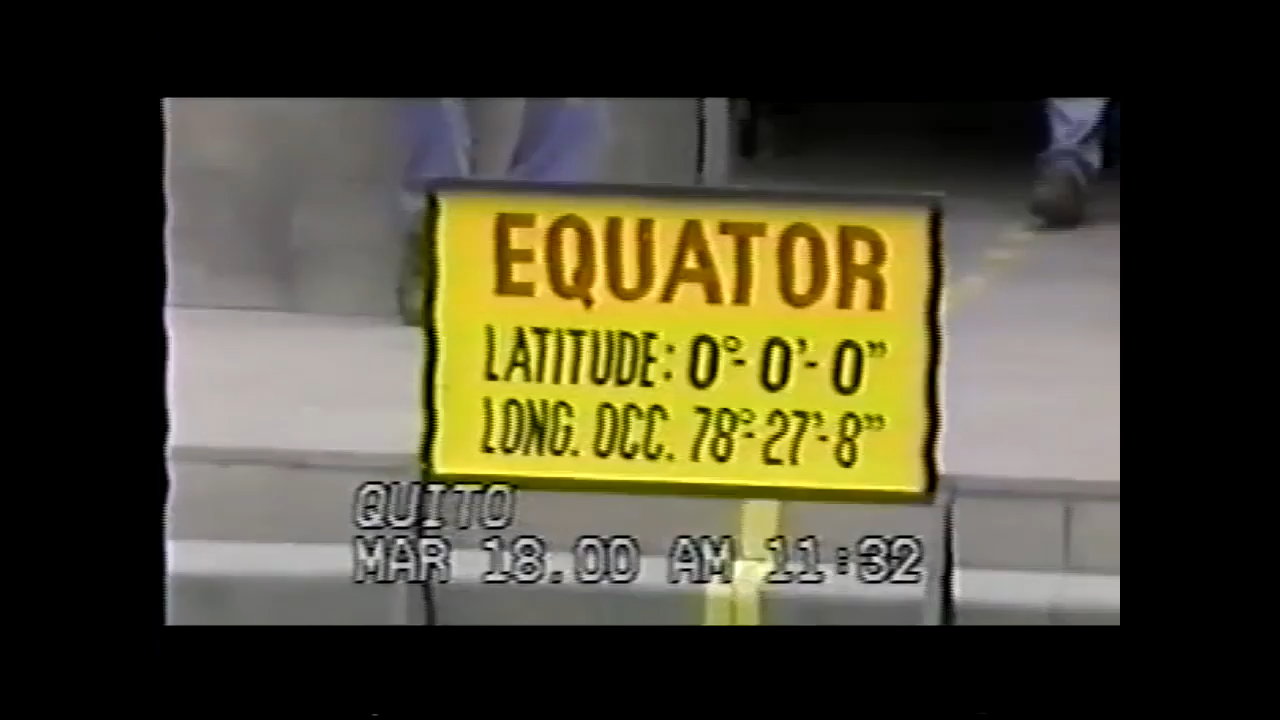 EQUATOR
LATITUDE: 0°-0'-0"
LONG. OCC. 78°-27'-8"
QUITO
MAR 18.00 AM 11:32